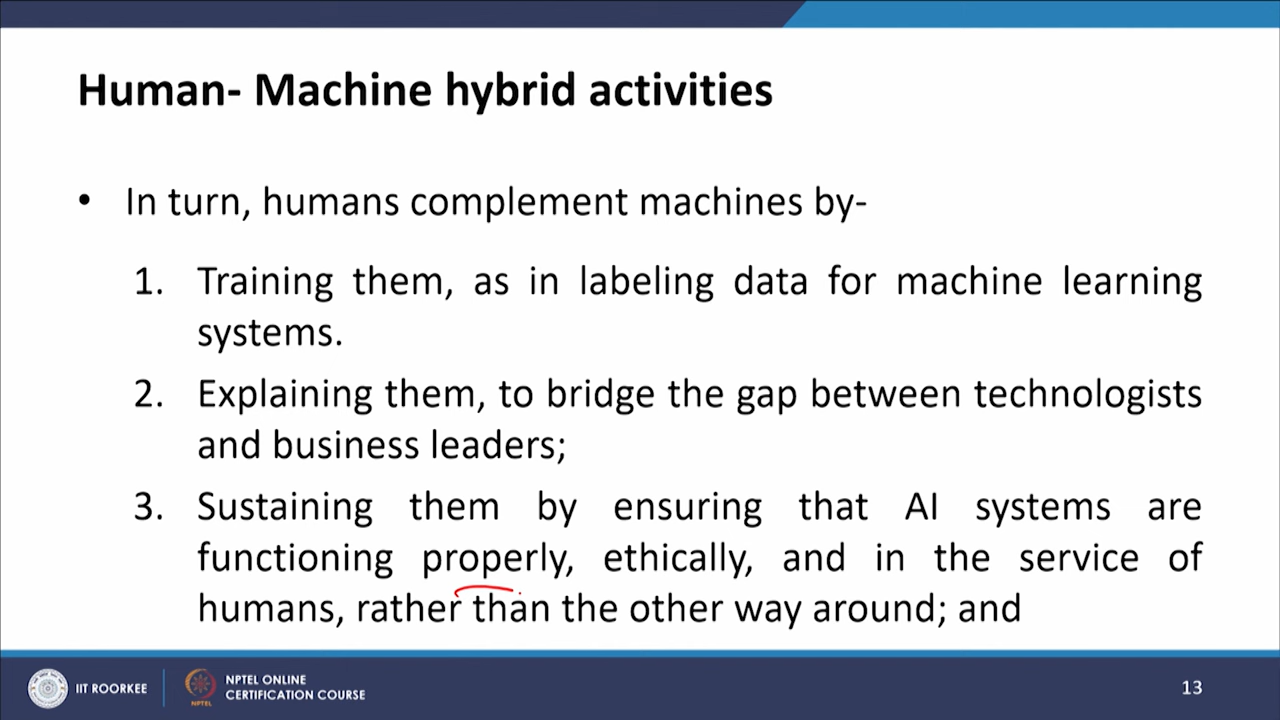 Human- Machine hybrid activities
• In turn, humans complement machines by-
1. Training them, as in labeling data for machine learning
systems.
2. Explaining them, to bridge the gap between technologists
and business leaders;
3. Sustaining them by ensuring that AI systems are
functioning properly, ethically, and in the service of
humans, rather than the other way around; and
IIT ROORKEE
NPTEL
NPTEL ONLINE
CERTIFICATION COURSE
13